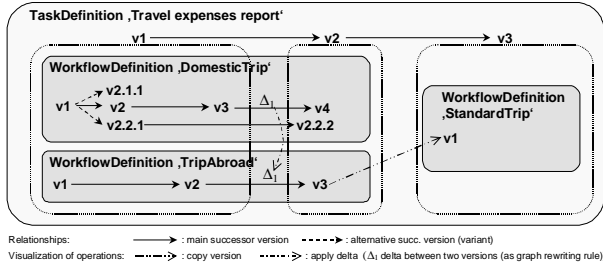 TaskDefinition ‚Travel expenses report‘
v1 v2 v3
WorkflowDefinition ‚DomesticTrip‘
v2.1.1
v1 v2 v3 Δ1 v4
v2.2.1 v2.2.2
WorkflowDefinition ‚TripAbroad‘
Δ1
v1 v2 v3
WorkflowDefinition
‚StandardTrip‘
v1
Relationships: : main successor version : alternative succ. version (variant)
Visualization of operations: : copy version : apply delta (Δ1 delta between two versions (as graph rewriting rule)